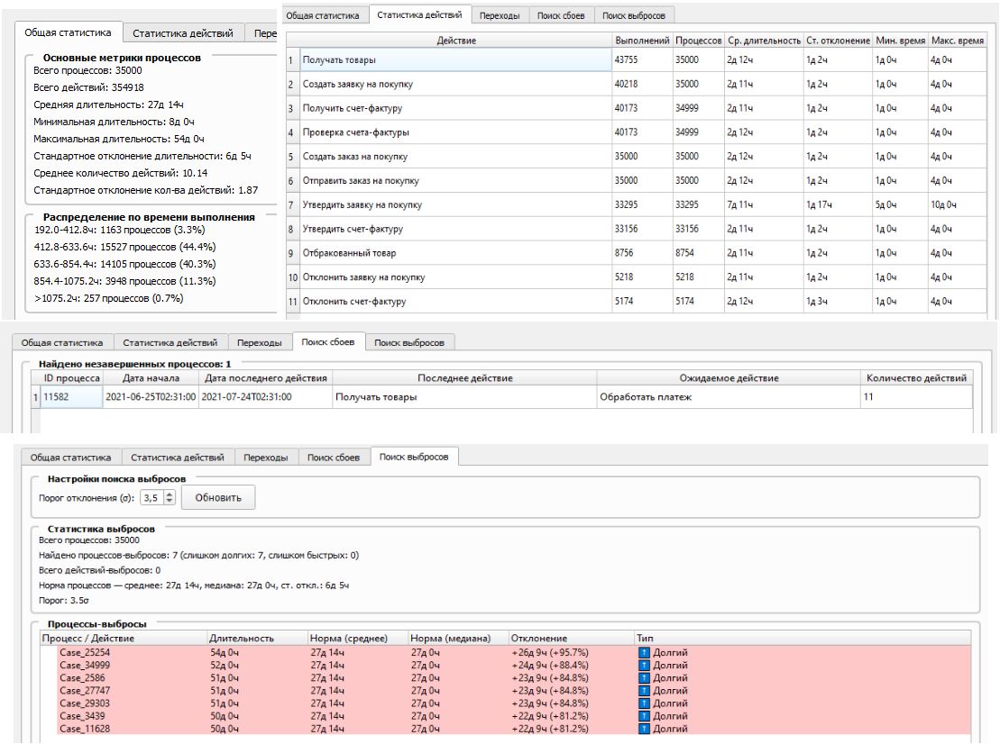 Общая статистика Статистика действий Пере
Основные метрики процессов
Всего процессов: 35000
Всего действий: 354918
Средняя длительность: 27д 14ч
Минимальная длительность: 8д 0ч
Максимальная длительность: 54д 0ч
Стандартное отклонение длительности: 6д 5ч
Среднее количество действий: 10.14
Стандартное отклонение кол-ва действий: 1.87
Распределение по времени выполнения
192.0-412.8ч: 1163 процессов (3.3%)
412.8-633.6ч: 15527 процессов (44.4%)
633.6-854.4ч: 14105 процессов (40.3%)
854.4-1075.2ч: 3948 процессов (11.3%)
>1075.2ч: 257 процессов (0.7%)
Общая статистика Статистика действий Переходы Поиск сбоев Поиск выбросов
Действие Выполнений Процессов Ср. длительность Ст. отклонение Мин. время Макс. время
1 Получать товары 43755 35000 2д 12ч 1д 2ч 1д 0ч 4д 0ч
2 Создать заявку на покупку 40218 35000 2д 11ч 1д 2ч 1д 0ч 4д 0ч
3 Получить счет-фактуру 40173 34999 2д 11ч 1д 2ч 1д 0ч 4д 0ч
4 Проверка счета-фактуры 40173 34999 2д 12ч 1д 2ч 1д 0ч 4д 0ч
5 Создать заказ на покупку 35000 35000 2д 12ч 1д 2ч 1д 0ч 4д 0ч
6 Отправить заказ на покупку 35000 35000 2д 12ч 1д 2ч 1д 0ч 4д 0ч
7 Утвердить заявку на покупку 33295 33295 7д 11ч 1д 17ч 5д 0ч 10д 0ч
8 Утвердить счет-фактуру 33156 33156 2д 11ч 1д 2ч 1д 0ч 4д 0ч
9 Отбракованный товар 8756 8754 2д 11ч 1д 2ч 1д 0ч 4д 0ч
10 Отклонить заявку на покупку 5218 5218 2д 11ч 1д 2ч 1д 0ч 4д 0ч
11 Отклонить счет-фактуру 5174 5174 2д 12ч 1д 3ч 1д 0ч 4д 0ч
Общая статистика Статистика действий Переходы Поиск сбоев Поиск выбросов
Найдено незавершенных процессов: 1
ID процесса Дата начала Дата последнего действия Последнее действие Ожидаемое действие Количество действий
1 11582 2021-06-25T02:31:00 2021-07-24T02:31:00 Получать товары Обработать платеж 11
Общая статистика Статистика действий Переходы Поиск сбоев Поиск выбросов
Настройки поиска выбросов
Порог отклонения (σ): 3,5 Обновить
Статистика выбросов
Всего процессов: 35000
Найдено процессов-выбросов: 7 (слишком долгих: 7, слишком быстрых: 0)
Всего действий-выбросов: 0
Норма процессов — среднее: 27д 14ч, медиана: 27д 0ч, ст. откл.: 6д 5ч
Порог: 3.5σ
Процессы-выбросы
Процесс / Действие Длительность Норма (среднее) Норма (медиана) Отклонение Тип
Case_25254 54д 0ч 27д 14ч 27д 0ч +26д 9ч (+95.7%) ↑ Долгий
Case_34999 52д 0ч 27д 14ч 27д 0ч +24д 9ч (+88.4%) ↑ Долгий
Case_2586 51д 0ч 27д 14ч 27д 0ч +23д 9ч (+84.8%) ↑ Долгий
Case_27747 51д 0ч 27д 14ч 27д 0ч +23д 9ч (+84.8%) ↑ Долгий
Case_29303 51д 0ч 27д 14ч 27д 0ч +23д 9ч (+84.8%) ↑ Долгий
Case_3439 50д 0ч 27д 14ч 27д 0ч +22д 9ч (+81.2%) ↑ Долгий
Case_11628 50д 0ч 27д 14ч 27д 0ч +22д 9ч (+81.2%) ↑ Долгий